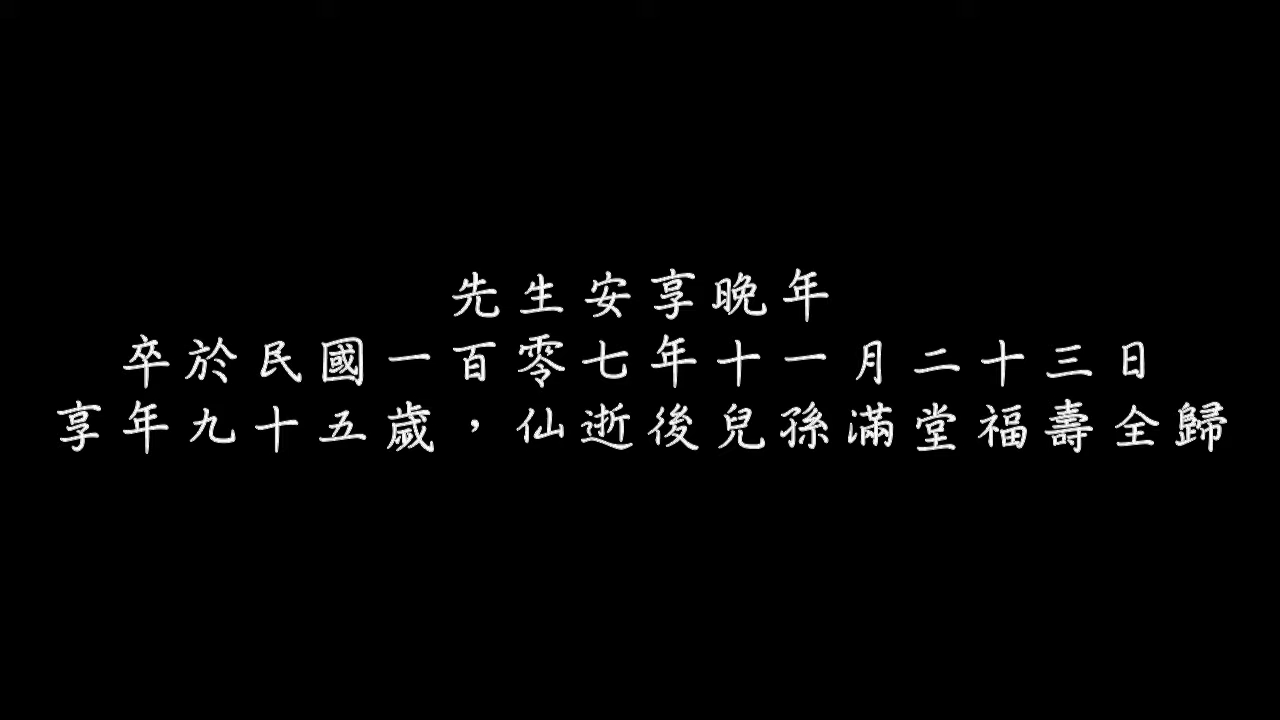 先生安享晚年
卒於民國一百零七年十一月二十三日
享年九十五歲，仙逝後兒孫滿堂福壽全歸